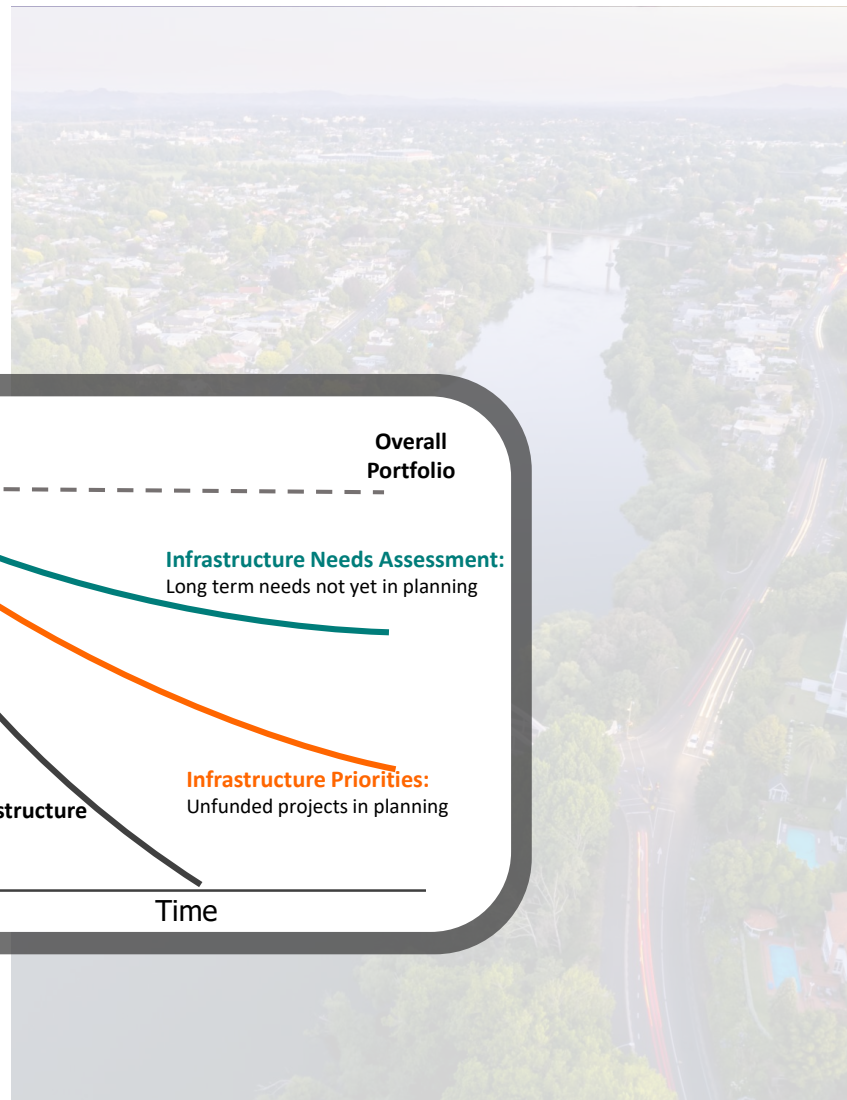 Overall
Portfolio
Infrastructure Needs Assessment:
Long term needs not yet in planning
Infrastructure Priorities:
Unfunded projects in planning
structure
Time